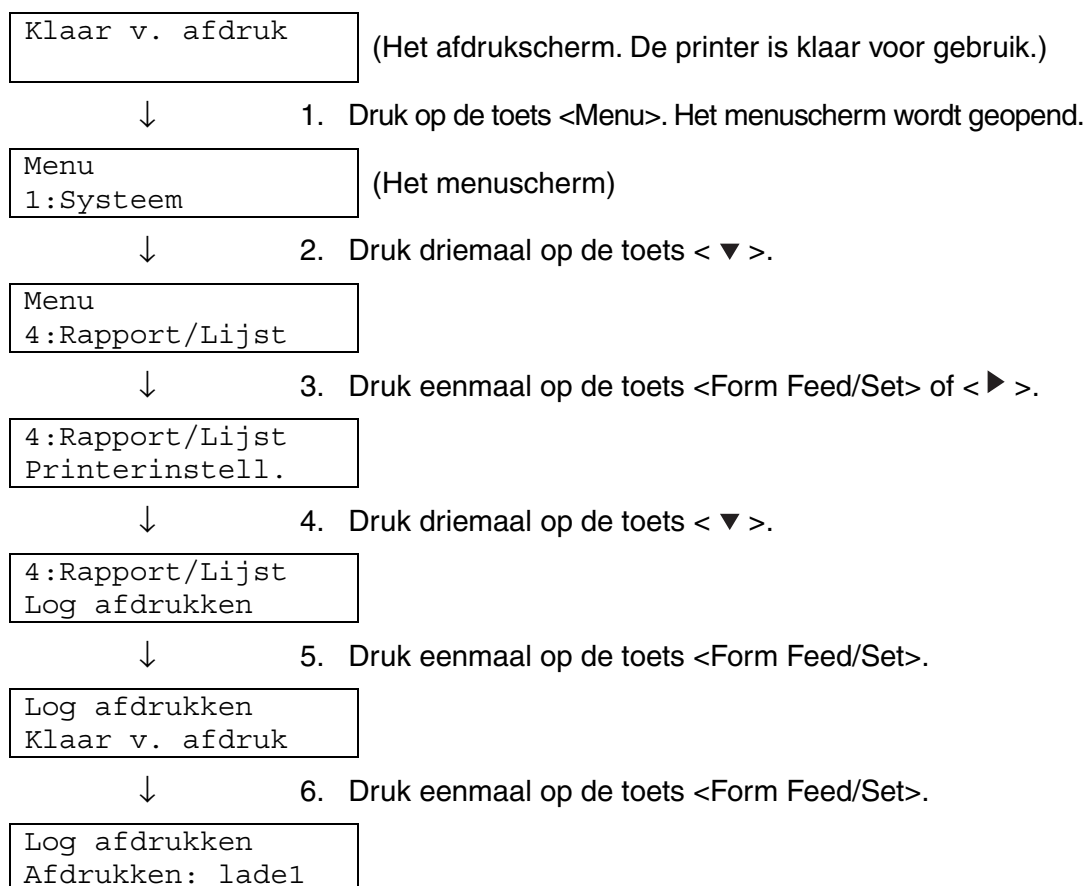 Klaar v. afdruk
(Het afdrukscherm. De printer is klaar voor gebruik.)
↓ 1. Druk op de toets <Menu>. Het menuscherm wordt geopend.
Menu
1:Systeem
(Het menuscherm)
↓ 2. Druk driemaal op de toets < ▼ >.
Menu
4:Rapport/Lijst
↓ 3. Druk eenmaal op de toets <Form Feed/Set> of < ▶ >.
4:Rapport/Lijst
Printerinstell.
↓ 4. Druk driemaal op de toets < ▼ >.
4:Rapport/Lijst
Log afdrukken
↓ 5. Druk eenmaal op de toets <Form Feed/Set>.
Log afdrukken
Klaar v. afdruk
↓ 6. Druk eenmaal op de toets <Form Feed/Set>.
Log afdrukken
Afdrukken: lade1